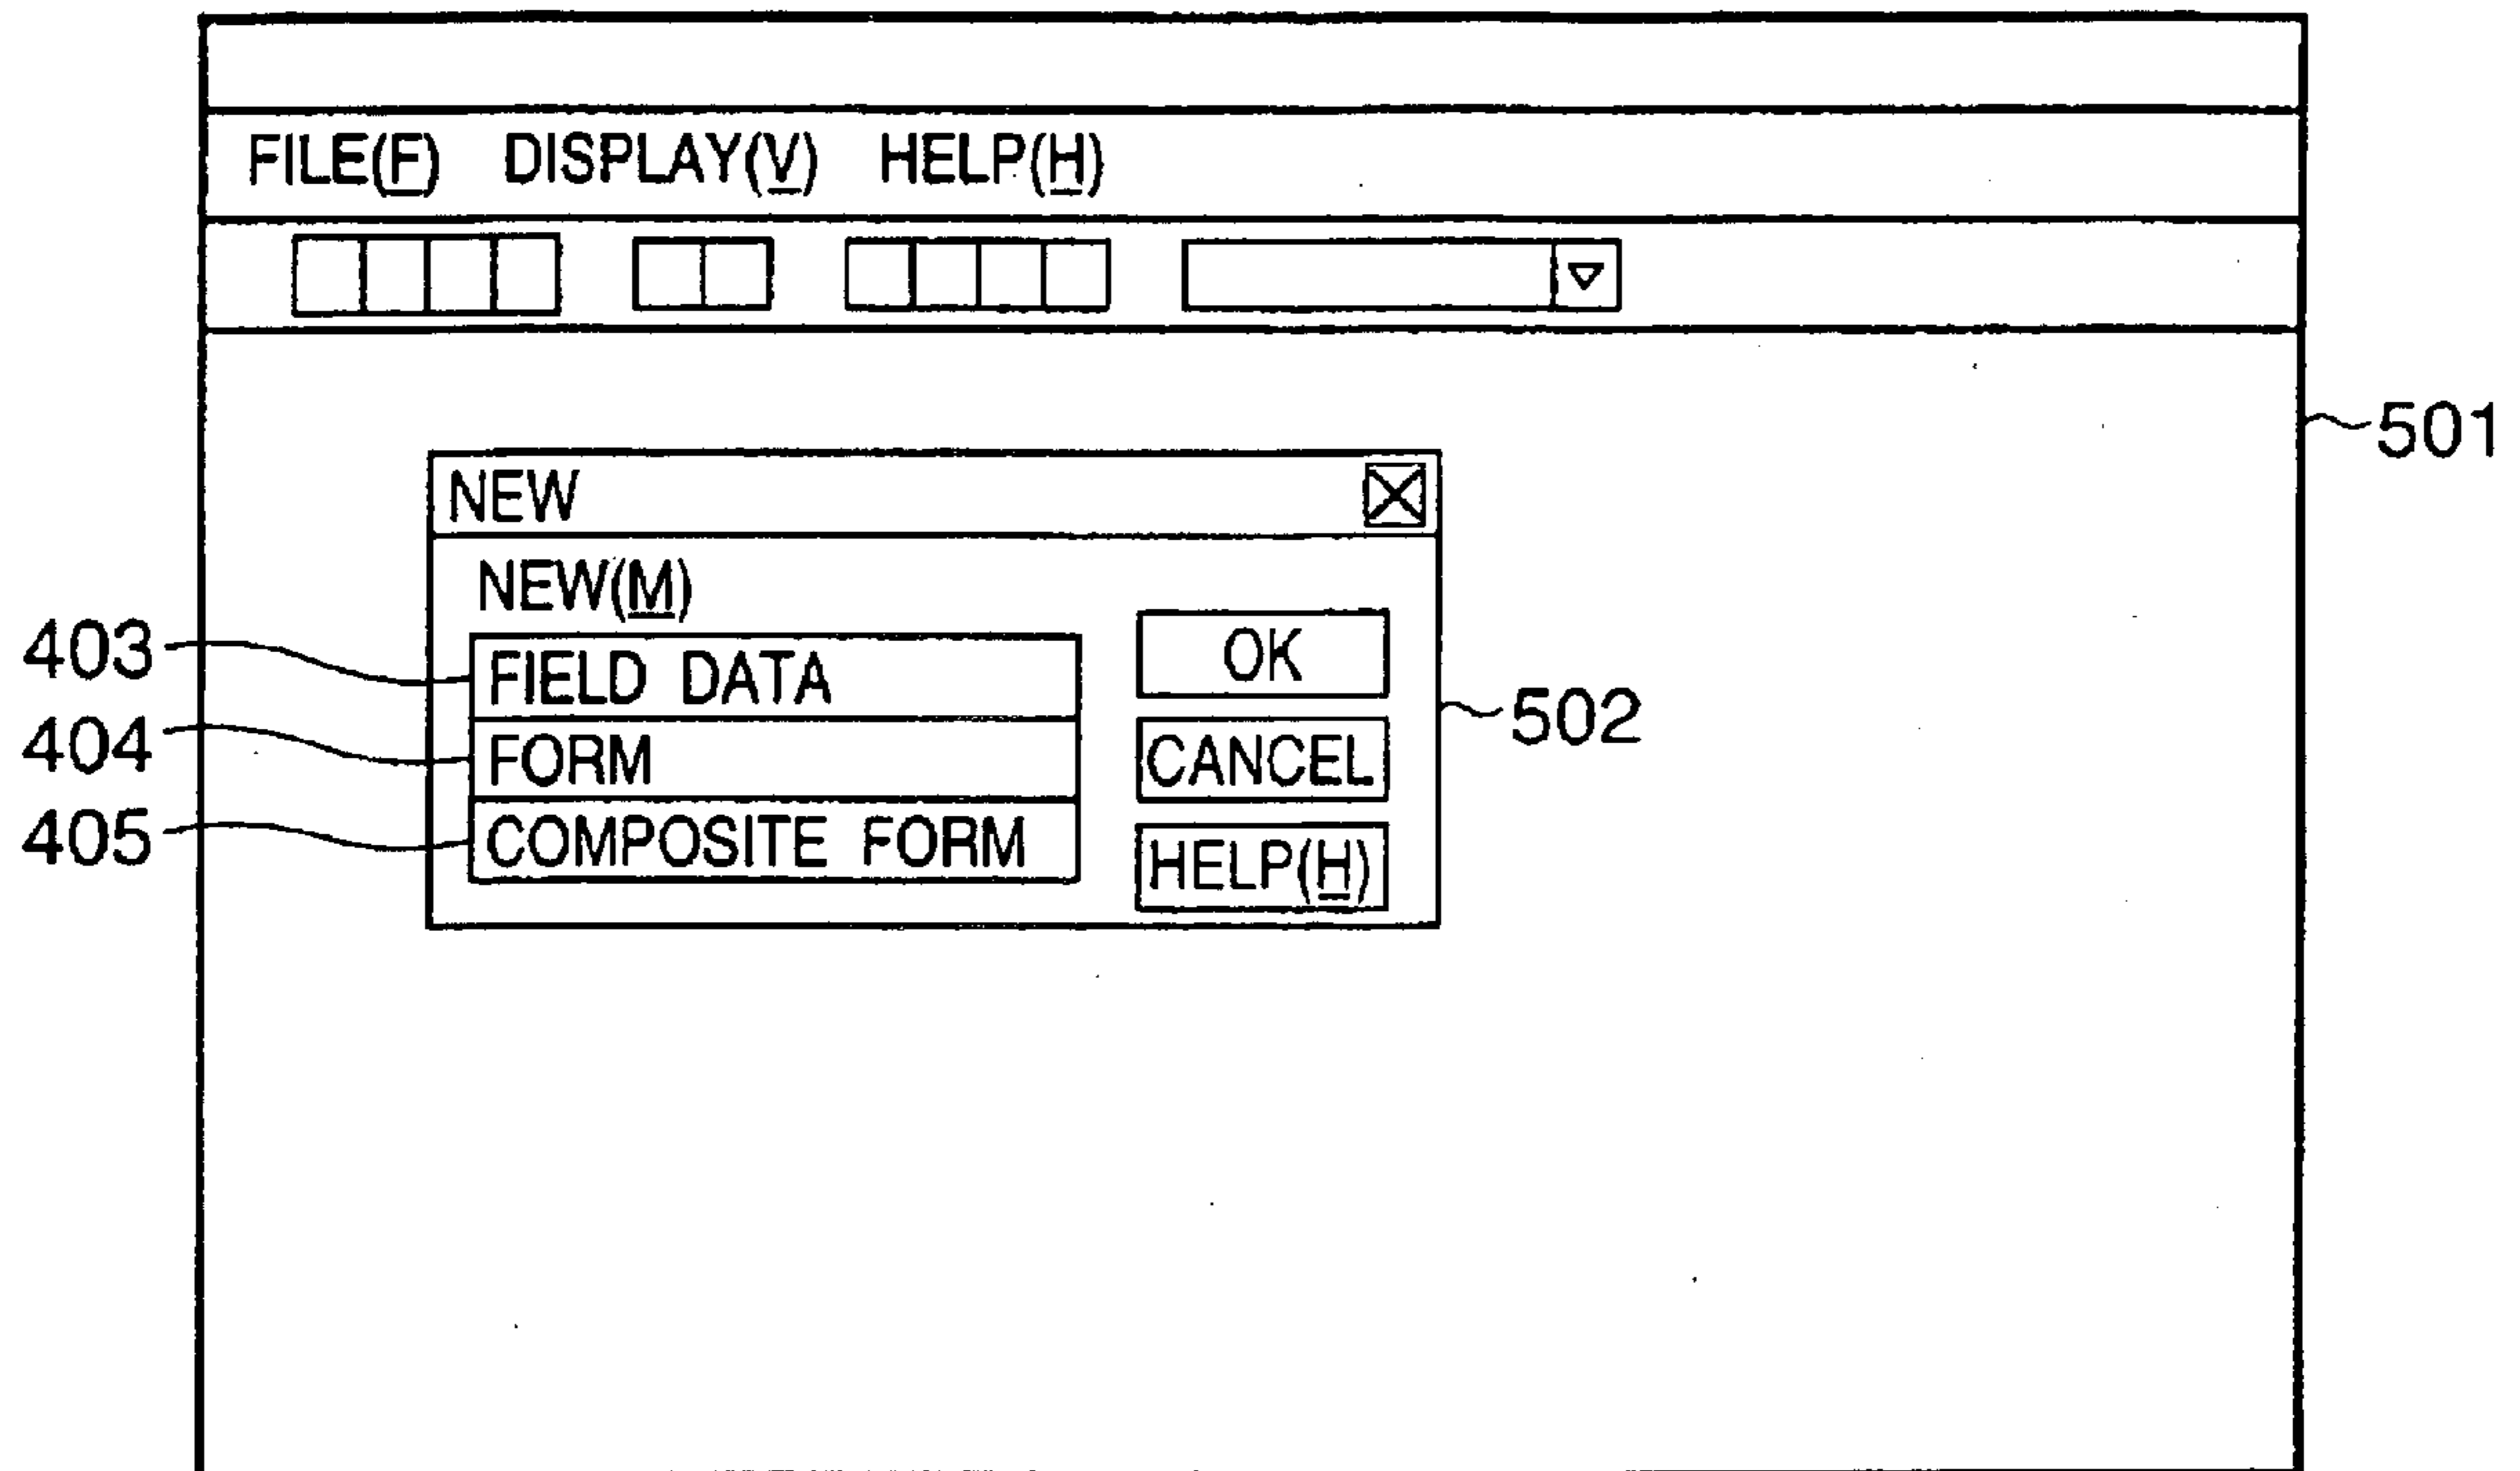 FILE(F) DISPLAY(V) HELP(H)
501
NEW
NEW(M)
403
FIELD DATA
OK
502
404
FORM
CANCEL
405
COMPOSITE FORM
HELP(H)